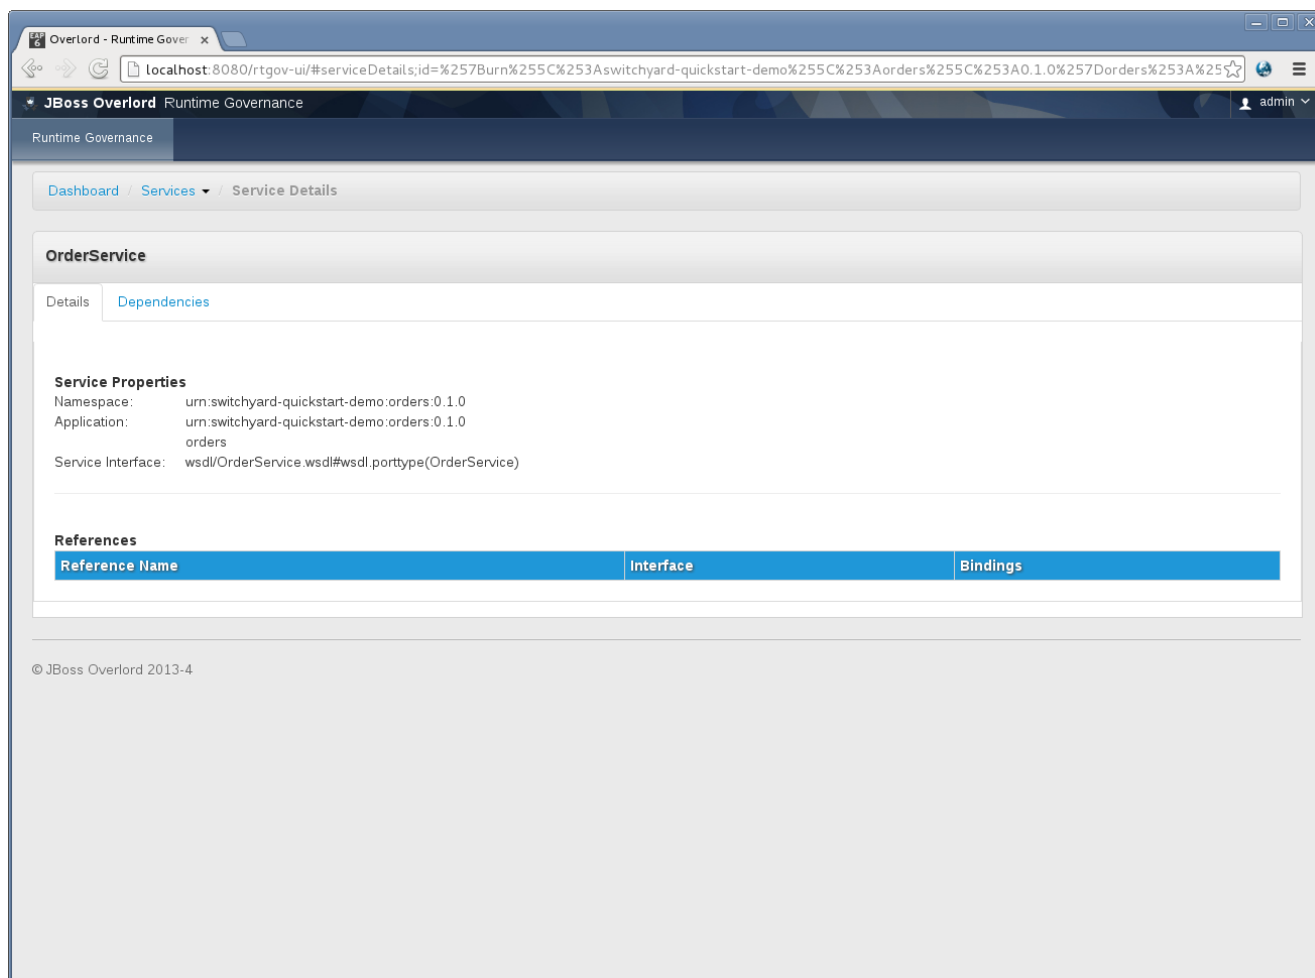 Overlord - Runtime Gover x
localhost:8080/rtgov-ui/#serviceDetails;id=%257Burn%255C%253Aswitchyard-quickstart-demo%255C%253Aorders%255C%253A0.1.0%257Dorders%253A%25
JBoss Overlord Runtime Governance
admin
Runtime Governance
Dashboard / Services / Service Details
OrderService
Details Dependencies
Service Properties
Namespace: urn:switchyard-quickstart-demo:orders:0.1.0
Application: urn:switchyard-quickstart-demo:orders:0.1.0
orders
Service Interface: wsdl/OrderService.wsdl#wsdl.porttype(OrderService)
References
Reference Name Interface Bindings
© JBoss Overlord 2013-4